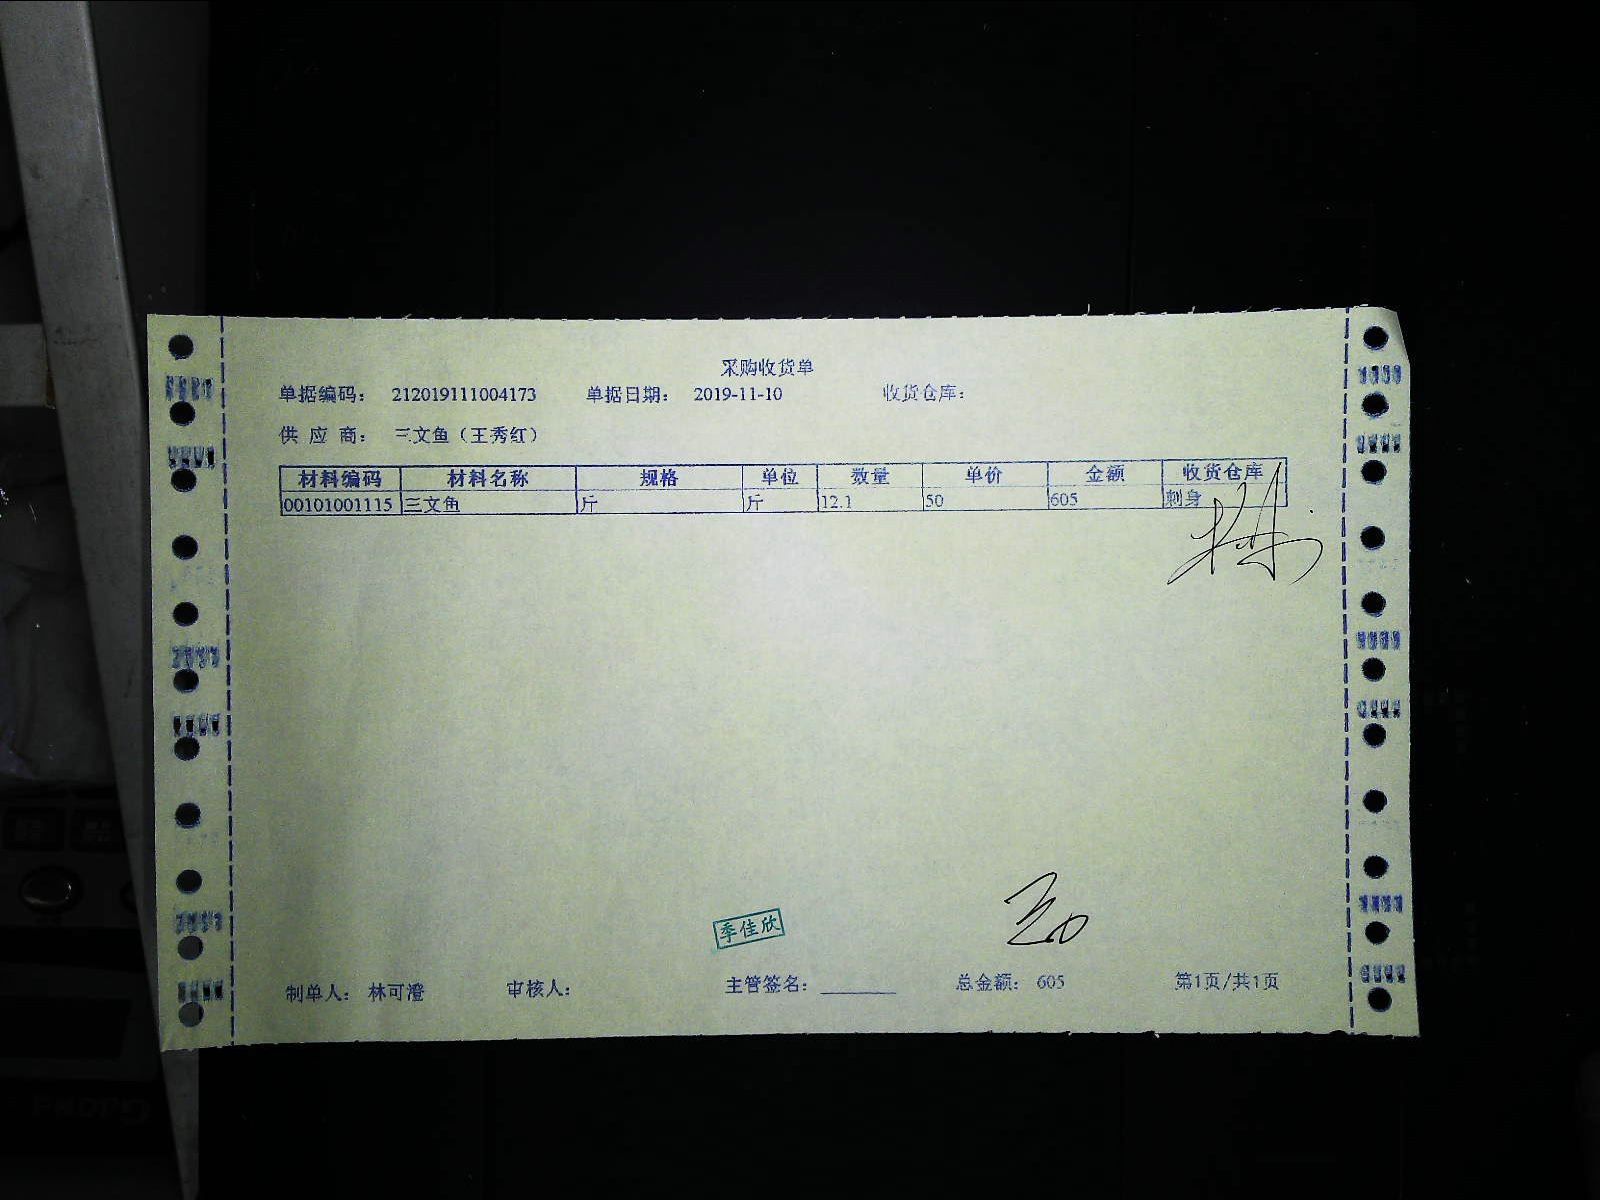 采购收货单
单据编码： 212019111004173 单据日期： 2019-11-10 收货仓库：
供 应 商： 三文鱼（王秀红）
材料编码 材料名称 规格 单位 数量 单价 金额 收货仓库
00101001115 三文鱼 斤 斤 12.1 50 605 刺身
季佳欣
制单人： 林可澄 审核人： 主管签名： 总金额： 605 第1页/共1页